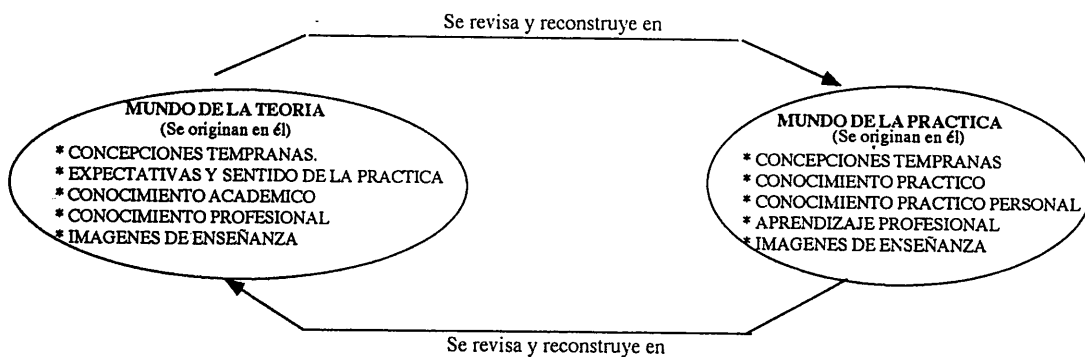 Se revisa y reconstruye en
MUNDO DE LA TEORIA
(Se originan en él)
* CONCEPCIONES TEMPRANAS.
* EXPECTATIVAS Y SENTIDO DE LA PRACTICA
* CONOCIMIENTO ACADEMICO
* CONOCIMIENTO PROFESIONAL
* IMAGENES DE ENSEÑANZA
MUNDO DE LA PRACTICA
(Se originan en él)
* CONCEPCIONES TEMPRANAS
* CONOCIMIENTO PRACTICO
* CONOCIMIENTO PRACTICO PERSONAL
* APRENDIZAJE PROFESIONAL
* IMAGENES DE ENSEÑANZA
Se revisa y reconstruye en